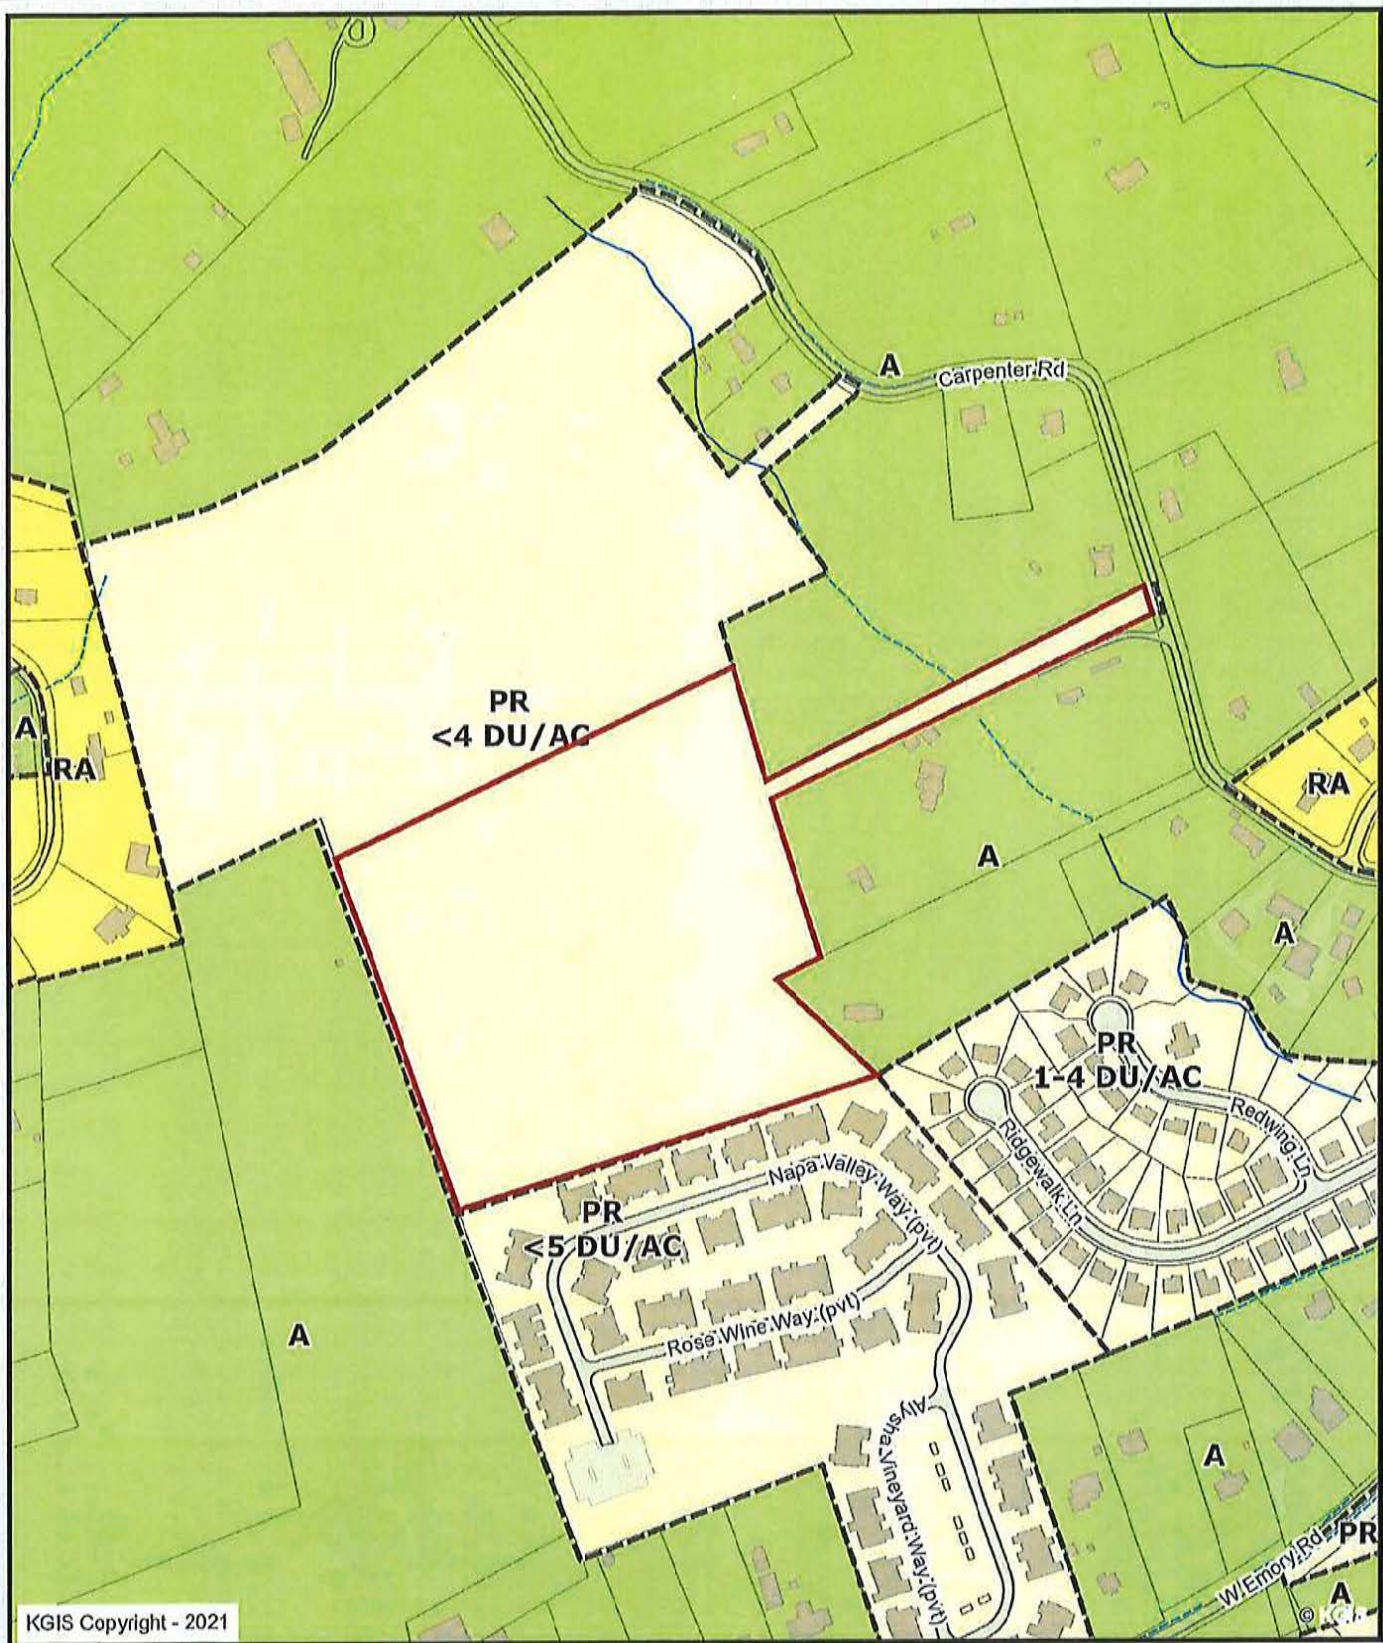 A
Carpenter Rd
PR
<4 DU/AC
A
RA
RA
A
A
PR
1-4 DU/AC
Redwing Ln
Ridgewalk Ln
Napa Valley Way (pvt)
PR
<5 DU/AC
Rose Wine Way (pvt)
A
Alysha Vineyard Way (pvt)
A
W Emory Rd
PR
A
KGIS Copyright - 2021
© KGIS